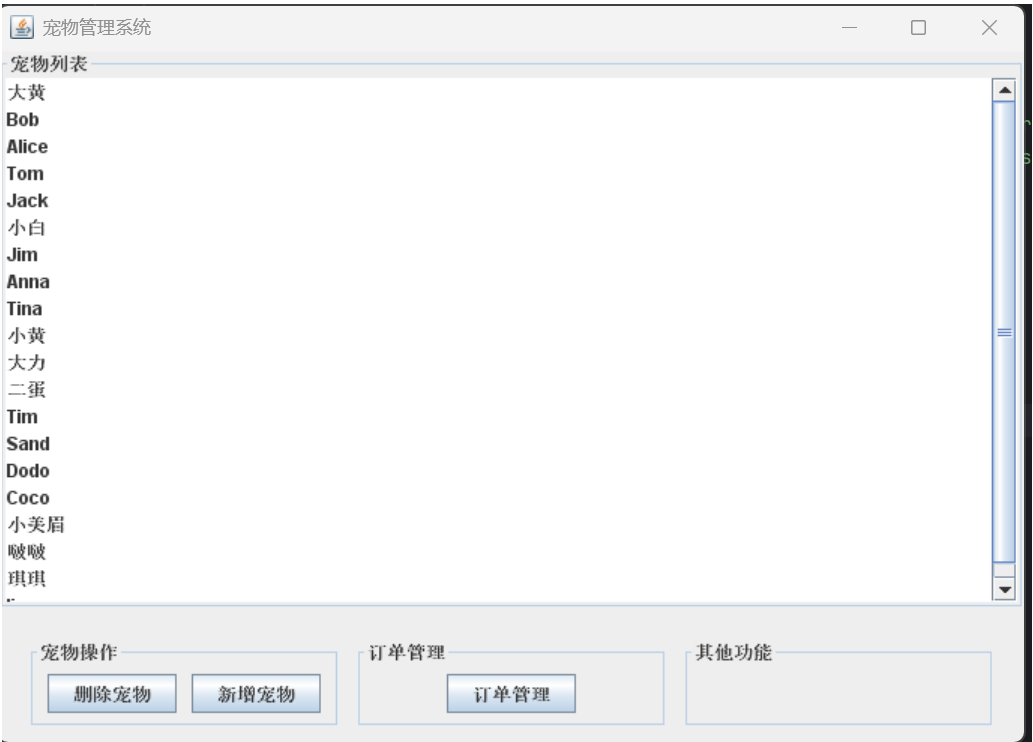 宠物管理系统
宠物列表
大黄
Bob
Alice
Tom
Jack
小白
Jim
Anna
Tina
小黄
大力
二蛋
Tim
Sand
Dodo
Coco
小美眉
啵啵
琪琪
宠物操作 订单管理 其他功能
删除宠物 新增宠物 订单管理